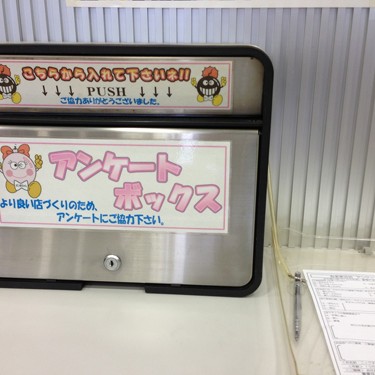 こちらから入れて下さいネ!!
↓↓↓ PUSH ↓↓↓
ご協力ありがとうございました。
アンケート
ボックス
より良い店づくりのため、
アンケートにご協力下さい。